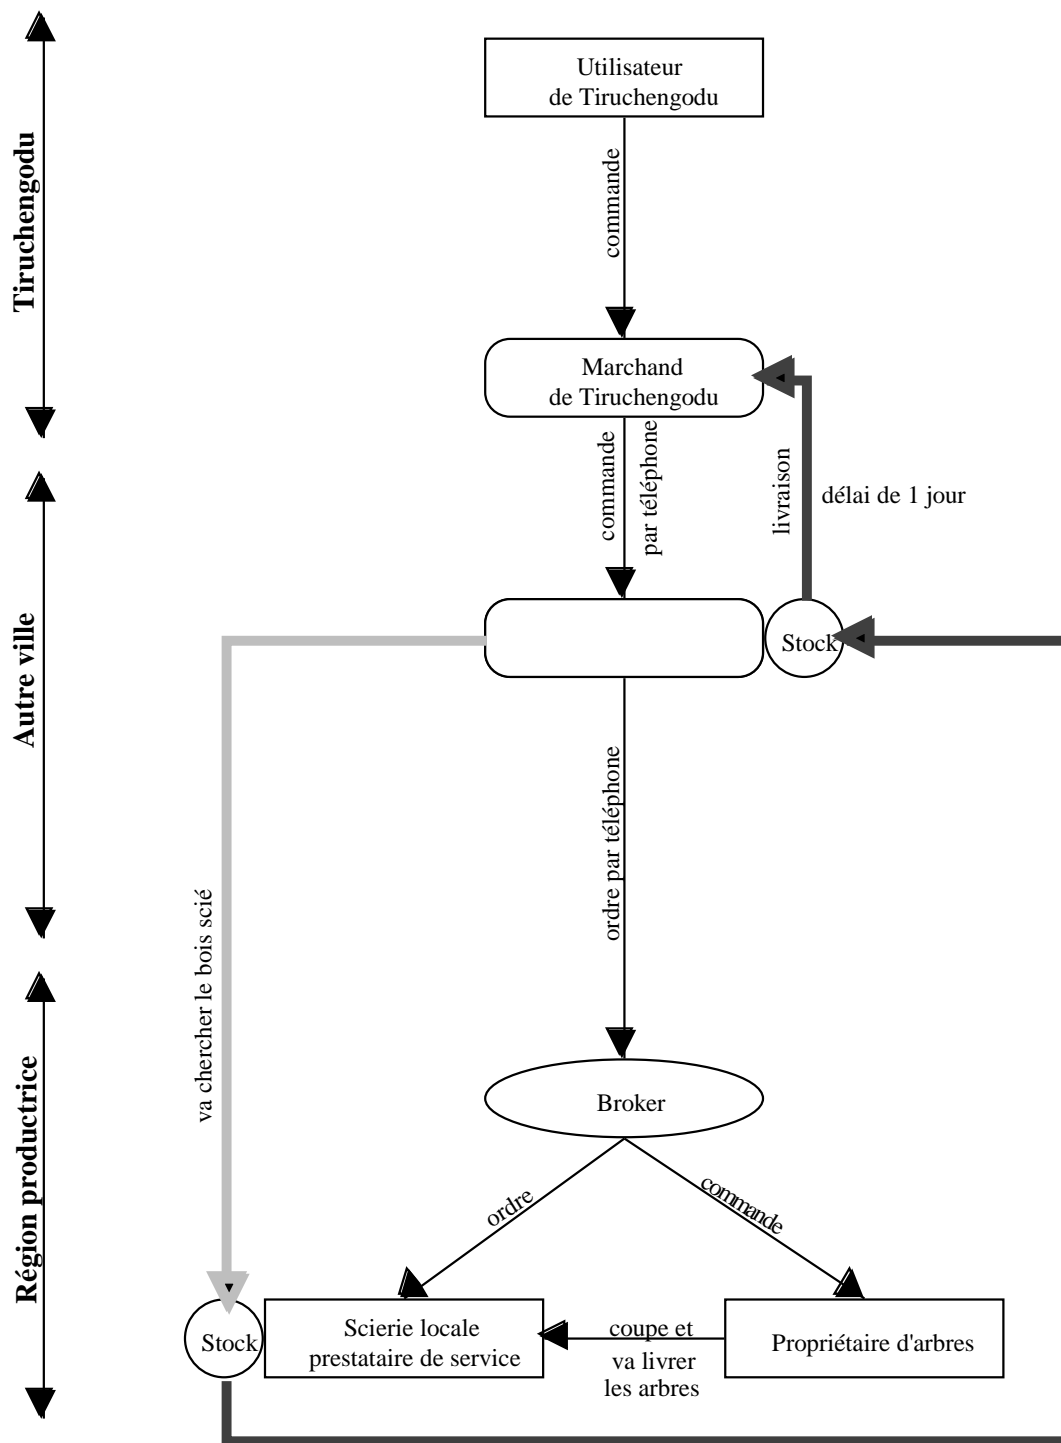 Tiruchengodu
Autre ville
Région productrice
Utilisateur
de Tiruchengodu
commande
Marchand
de Tiruchengodu
commande
par téléphone
livraison
délai de 1 jour
Stock
ordre par téléphone
va chercher le bois scié
Broker
ordre
commande
Stock
Scierie locale
prestataire de service
coupe et
va livrer
les arbres
Propriétaire d'arbres